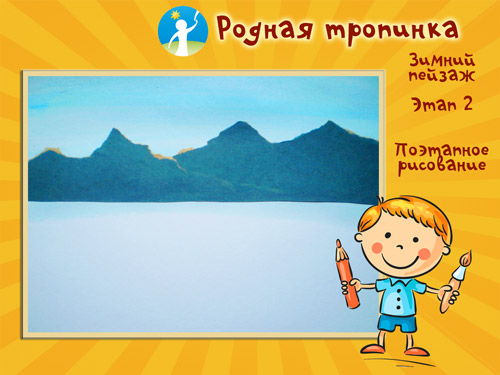 Родная тропинка
Зимний
пейзаж
Этап 2
Поэтапное
рисование